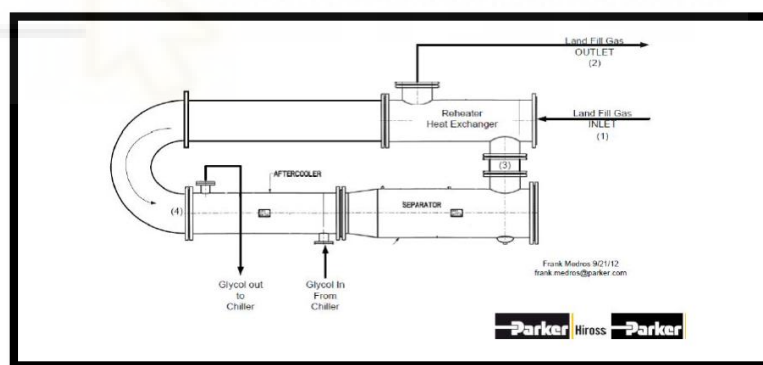 Land Fill Gas
OUTLET
(2)
Reheater
Heat Exchanger
Land Fill Gas
INLET
(1)
(3)
AFTERCOOLER
(4)
SEPARATOR
Glycol out
to
Chiller
Glycol In
From
Chiller
Frank Medros 9/21/12
frank.medros@parker.com
Parker Hiross Parker